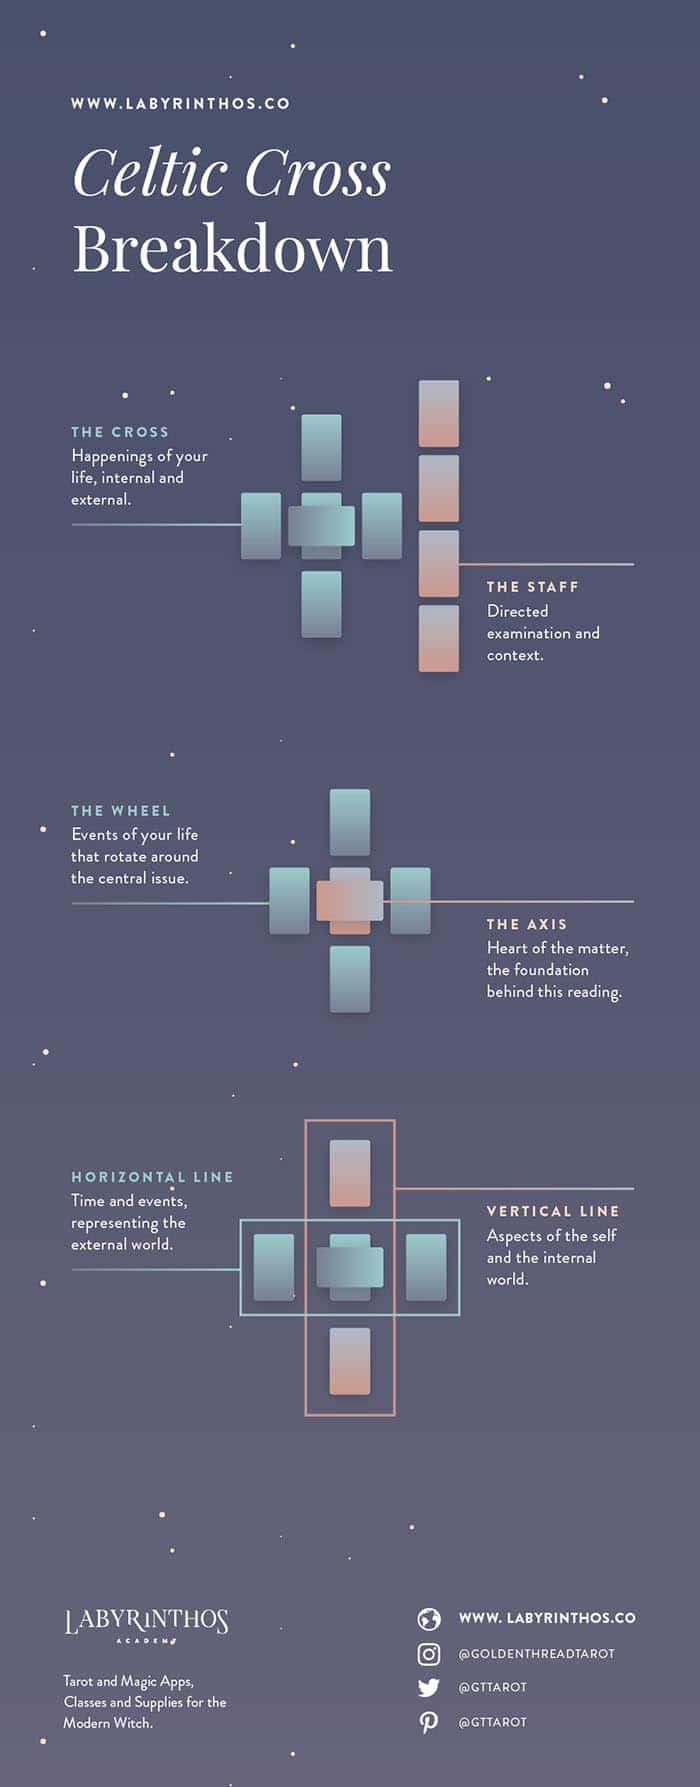 WWW.LABYRINTHOS.CO
Celtic Cross
Breakdown
THE CROSS
Happenings of your
life, internal and
external.
THE STAFF
Directed
examination and
context.
THE WHEEL
Events of your life
that rotate around
the central issue.
THE AXIS
Heart of the matter,
the foundation
behind this reading.
HORIZONTAL LINE
Time and events,
representing the
external world.
VERTICAL LINE
Aspects of the self
and the internal
world.
LABYRINTHOS
ACADEMY
Tarot and Magic Apps,
Classes and Supplies for the
Modern Witch.
WWW. LABYRINTHOS.CO
@GOLDENTHREADTAROT
@GTTAROT
@GTTAROT